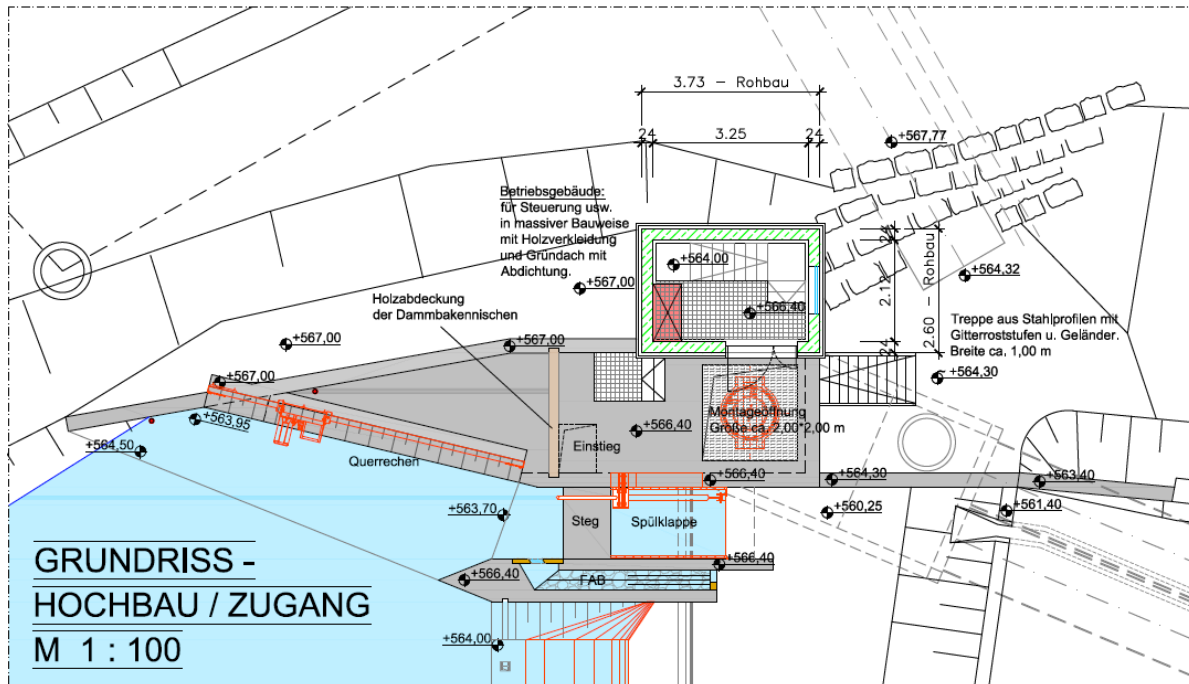 3.73 – Rohbau
24
3.25
24
+567,77
Betriebsgebäude:
für Steuerung usw.
in massiver Bauweise
mit Holzverkleidung
und Gründach mit
Abdichtung.
+564,00
+567,00
24
2.12
24
2.60 – Rohbau
+564,32
+566,40
Holzabdeckung
der Dammbakennischen
Treppe aus Stahlprofilen mit
Gitterroststufen u. Geländer.
Breite ca. 1,00 m
+567,00
+567,00
+567,00
+564,30
+563,95
Montageöffnung
Größe ca. 2,00*2,00 m
+566,40
Einstieg
+564,50
Querrechen
+566,40
+564,30
+563,40
+563,70
Steg
Spülklappe
+560,25
+561,40
+566,40
+566,40
FAB
GRUNDRISS -
HOCHBAU / ZUGANG
M 1 : 100
+564,00